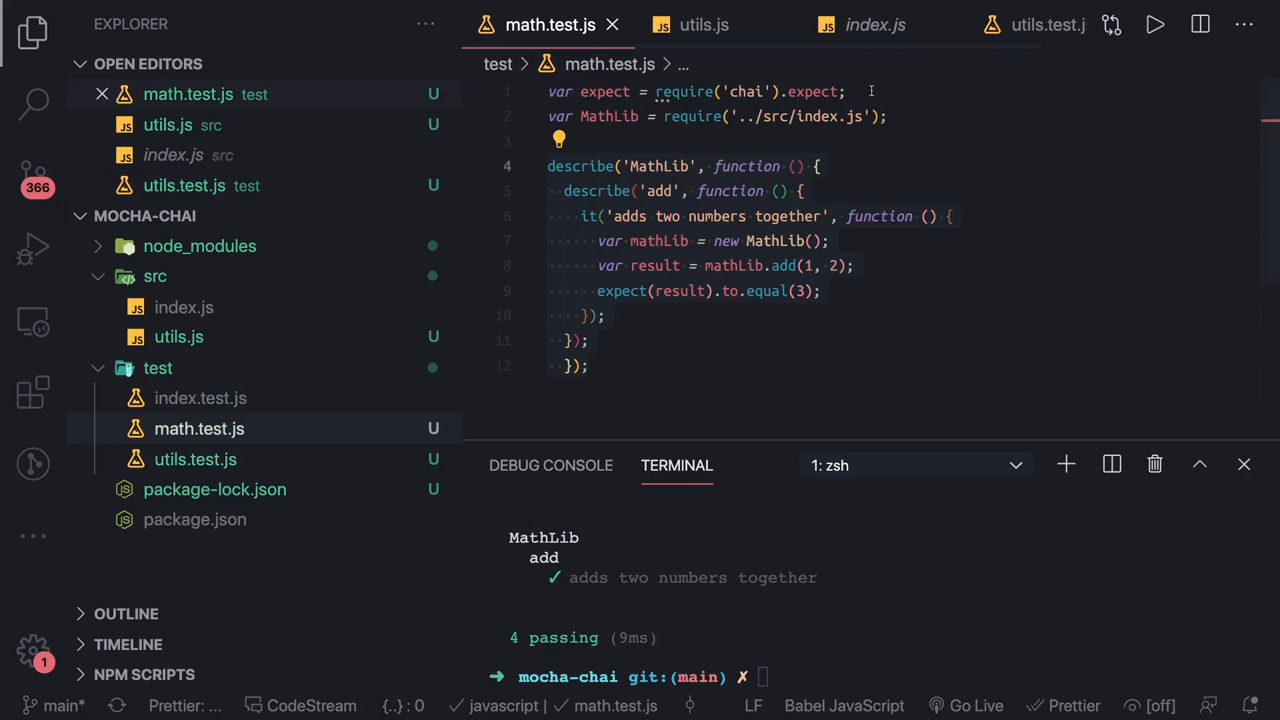 EXPLORER
OPEN EDITORS
math.test.js test U
JS utils.js src U
JS index.js src
utils.test.js test U
MOCHA-CHAI
node_modules
src
JS index.js
JS utils.js U
test
index.test.js
math.test.js U
utils.test.js U
package-lock.json U
package.json
OUTLINE
TIMELINE
NPM SCRIPTS
366
1
math.test.js
JS utils.js
JS index.js
utils.test.j
test > math.test.js > ...
1 var expect = require('chai').expect;
2 var MathLib = require('../src/index.js');
3
4 describe('MathLib', function () {
5 describe('add', function () {
6 it('adds two numbers together', function () {
7 var mathLib = new MathLib();
8 var result = mathLib.add(1, 2);
9 expect(result).to.equal(3);
10 });
11 });
12 });
DEBUG CONSOLE TERMINAL 1: zsh
MathLib
add
✓ adds two numbers together
4 passing (9ms)
➜ mocha-chai git:(main) ✗
main* Prettier: ... CodeStream {..} : 0 javascript | ✓ math.test.js LF Babel JavaScript Go Live Prettier [off]